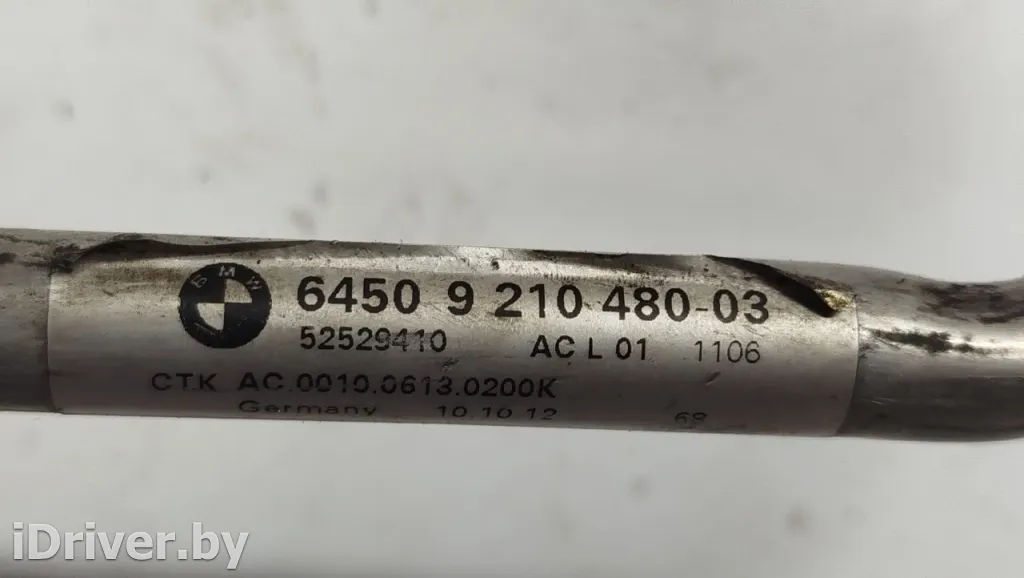 BMW
6450 9 210 480-03
52529410 AC L 01 1106
CTK AC.0010.0613.0200K
Germany 10.10.12 68
iDriver.by